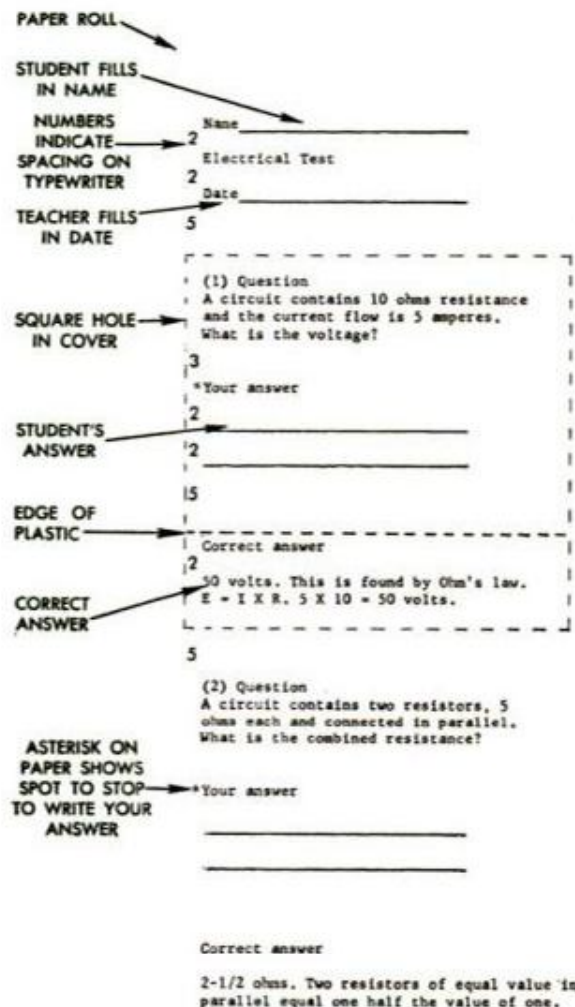 PAPER ROLL
STUDENT FILLS
IN NAME
NUMBERS
INDICATE
SPACING ON
TYPEWRITER
TEACHER FILLS
IN DATE
SQUARE HOLE
IN COVER
STUDENT'S
ANSWER
EDGE OF
PLASTIC
CORRECT
ANSWER
ASTERISK ON
PAPER SHOWS
SPOT TO STOP
TO WRITE YOUR
ANSWER
Name
2
Electrical Test
2
Date
5
(1) Question
A circuit contains 10 ohms resistance
and the current flow is 5 amperes.
What is the voltage?
3
*Your answer
2
2
5
Correct answer
2
50 volts. This is found by Ohm's law.
E = I X R. 5 X 10 = 50 volts.
5
(2) Question
A circuit contains two resistors, 5
ohms each and connected in parallel.
What is the combined resistance?
*Your answer
Correct answer
2-1/2 ohms. Two resistors of equal value in
parallel equal one half the value of one.